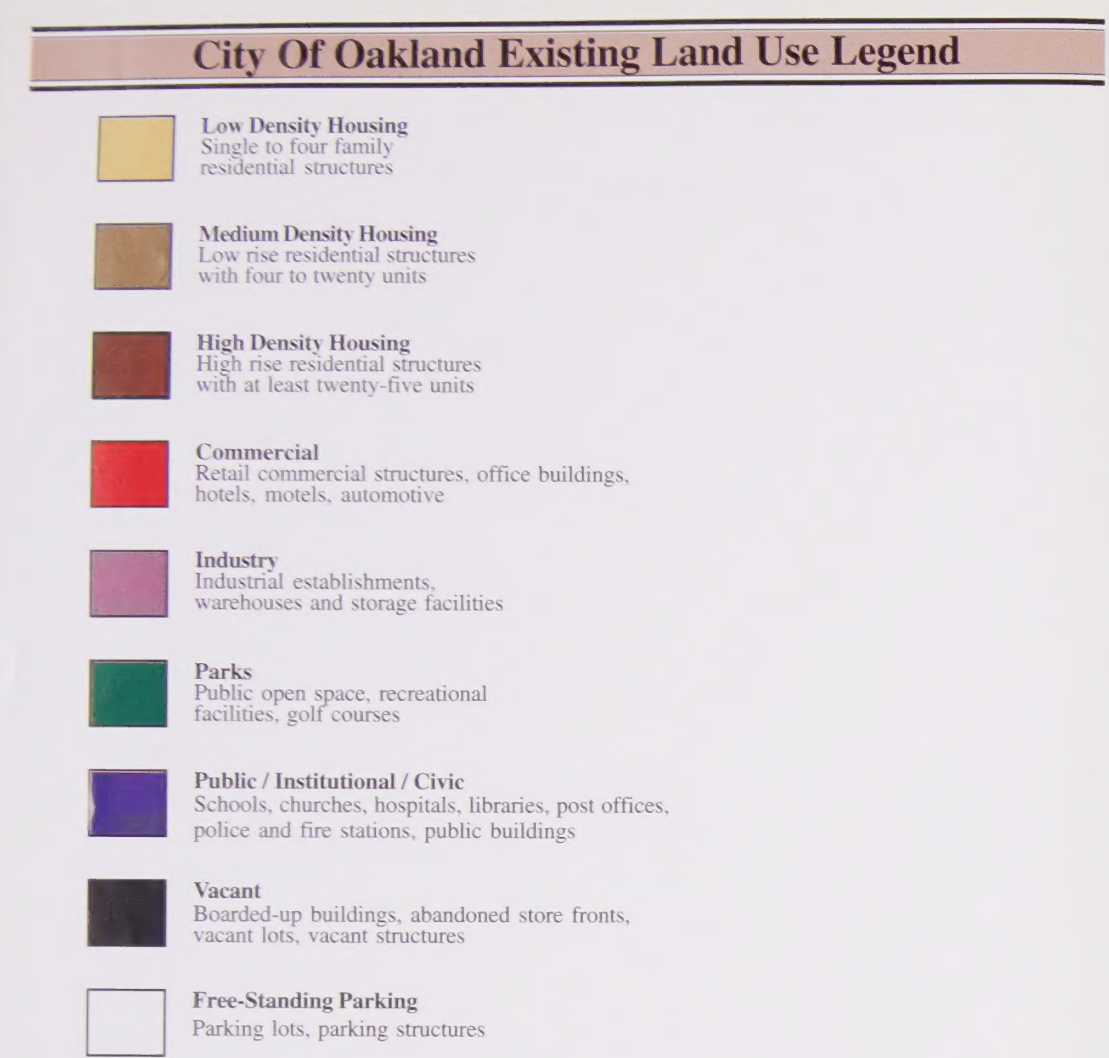 City Of Oakland Existing Land Use Legend
Low Density Housing
Single to four family
residential structures
Medium Density Housing
Low rise residential structures
with four to twenty units
High Density Housing
High rise residential structures
with at least twenty-five units
Commercial
Retail commercial structures, office buildings,
hotels, motels, automotive
Industry
Industrial establishments,
warehouses and storage facilities
Parks
Public open space, recreational
facilities, golf courses
Public / Institutional / Civic
Schools, churches, hospitals, libraries, post offices,
police and fire stations, public buildings
Vacant
Boarded-up buildings, abandoned store fronts,
vacant lots, vacant structures
Free-Standing Parking
Parking lots, parking structures